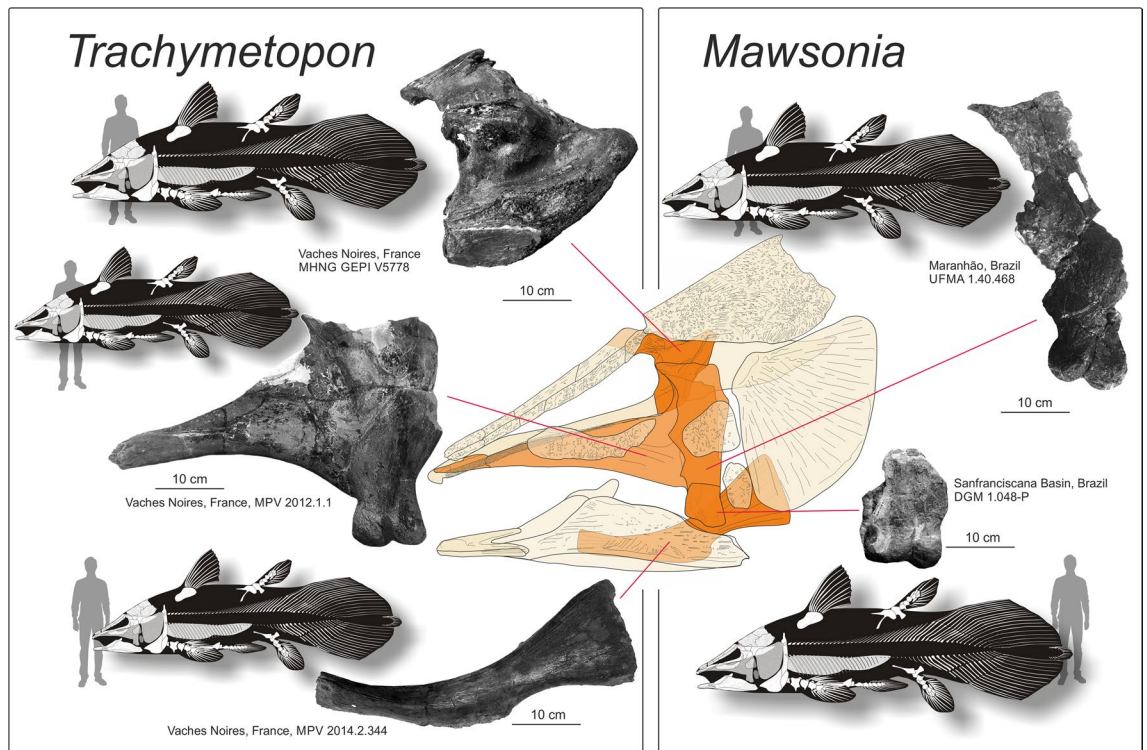 Trachymetopon
Vaches Noires, France
MHNG GEPI V5778
10 cm
10 cm
Vaches Noires, France, MPV 2012.1.1
Vaches Noires, France, MPV 2014.2.344
10 cm
Mawsonia
Maranhão, Brazil
UFMA 1.40.468
10 cm
Sanfranciscana Basin, Brazil
DGM 1.048-P
10 cm